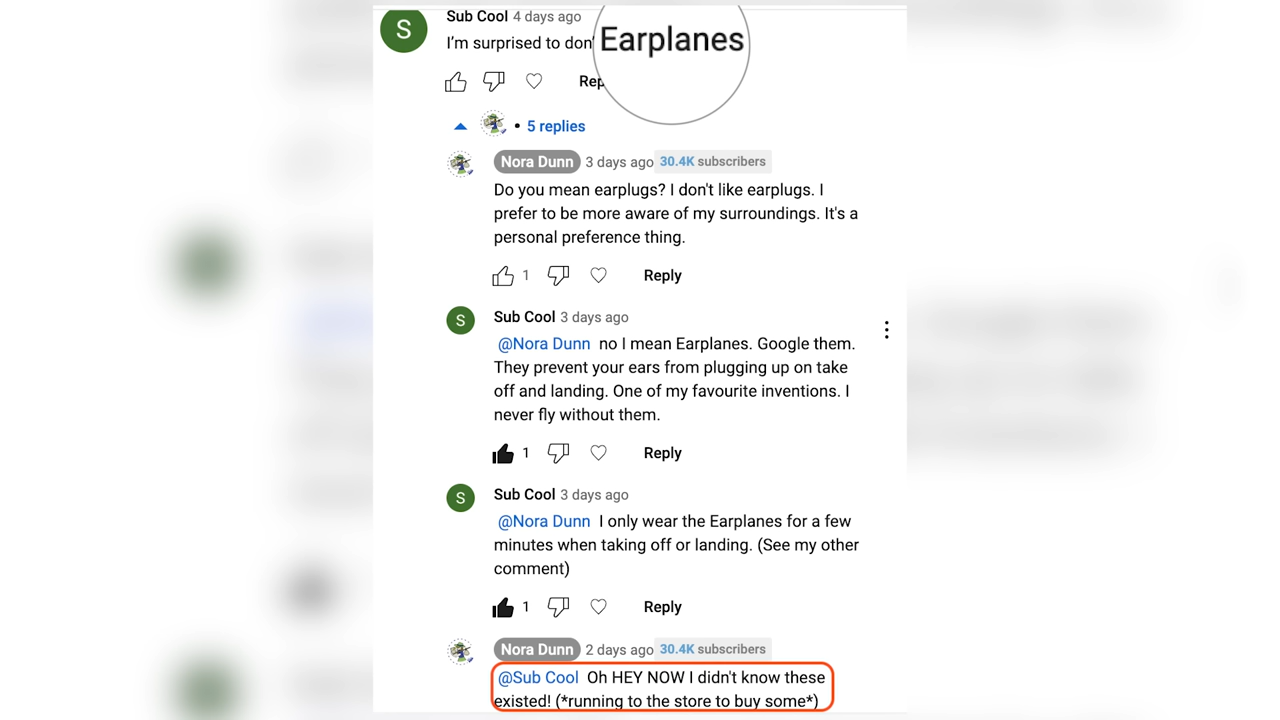 S
Sub Cool 4 days ago
I'm surprised to don' Earplanes
Rep
• 5 replies
Nora Dunn 3 days ago 30.4K subscribers
Do you mean earplugs? I don't like earplugs. I
prefer to be more aware of my surroundings. It's a
personal preference thing.
1 Reply
S
Sub Cool 3 days ago
@Nora Dunn no I mean Earplanes. Google them.
They prevent your ears from plugging up on take
off and landing. One of my favourite inventions. I
never fly without them.
1 Reply
S
Sub Cool 3 days ago
@Nora Dunn I only wear the Earplanes for a few
minutes when taking off or landing. (See my other
comment)
1 Reply
Nora Dunn 2 days ago 30.4K subscribers
@Sub Cool Oh HEY NOW I didn't know these
existed! (*running to the store to buy some*)